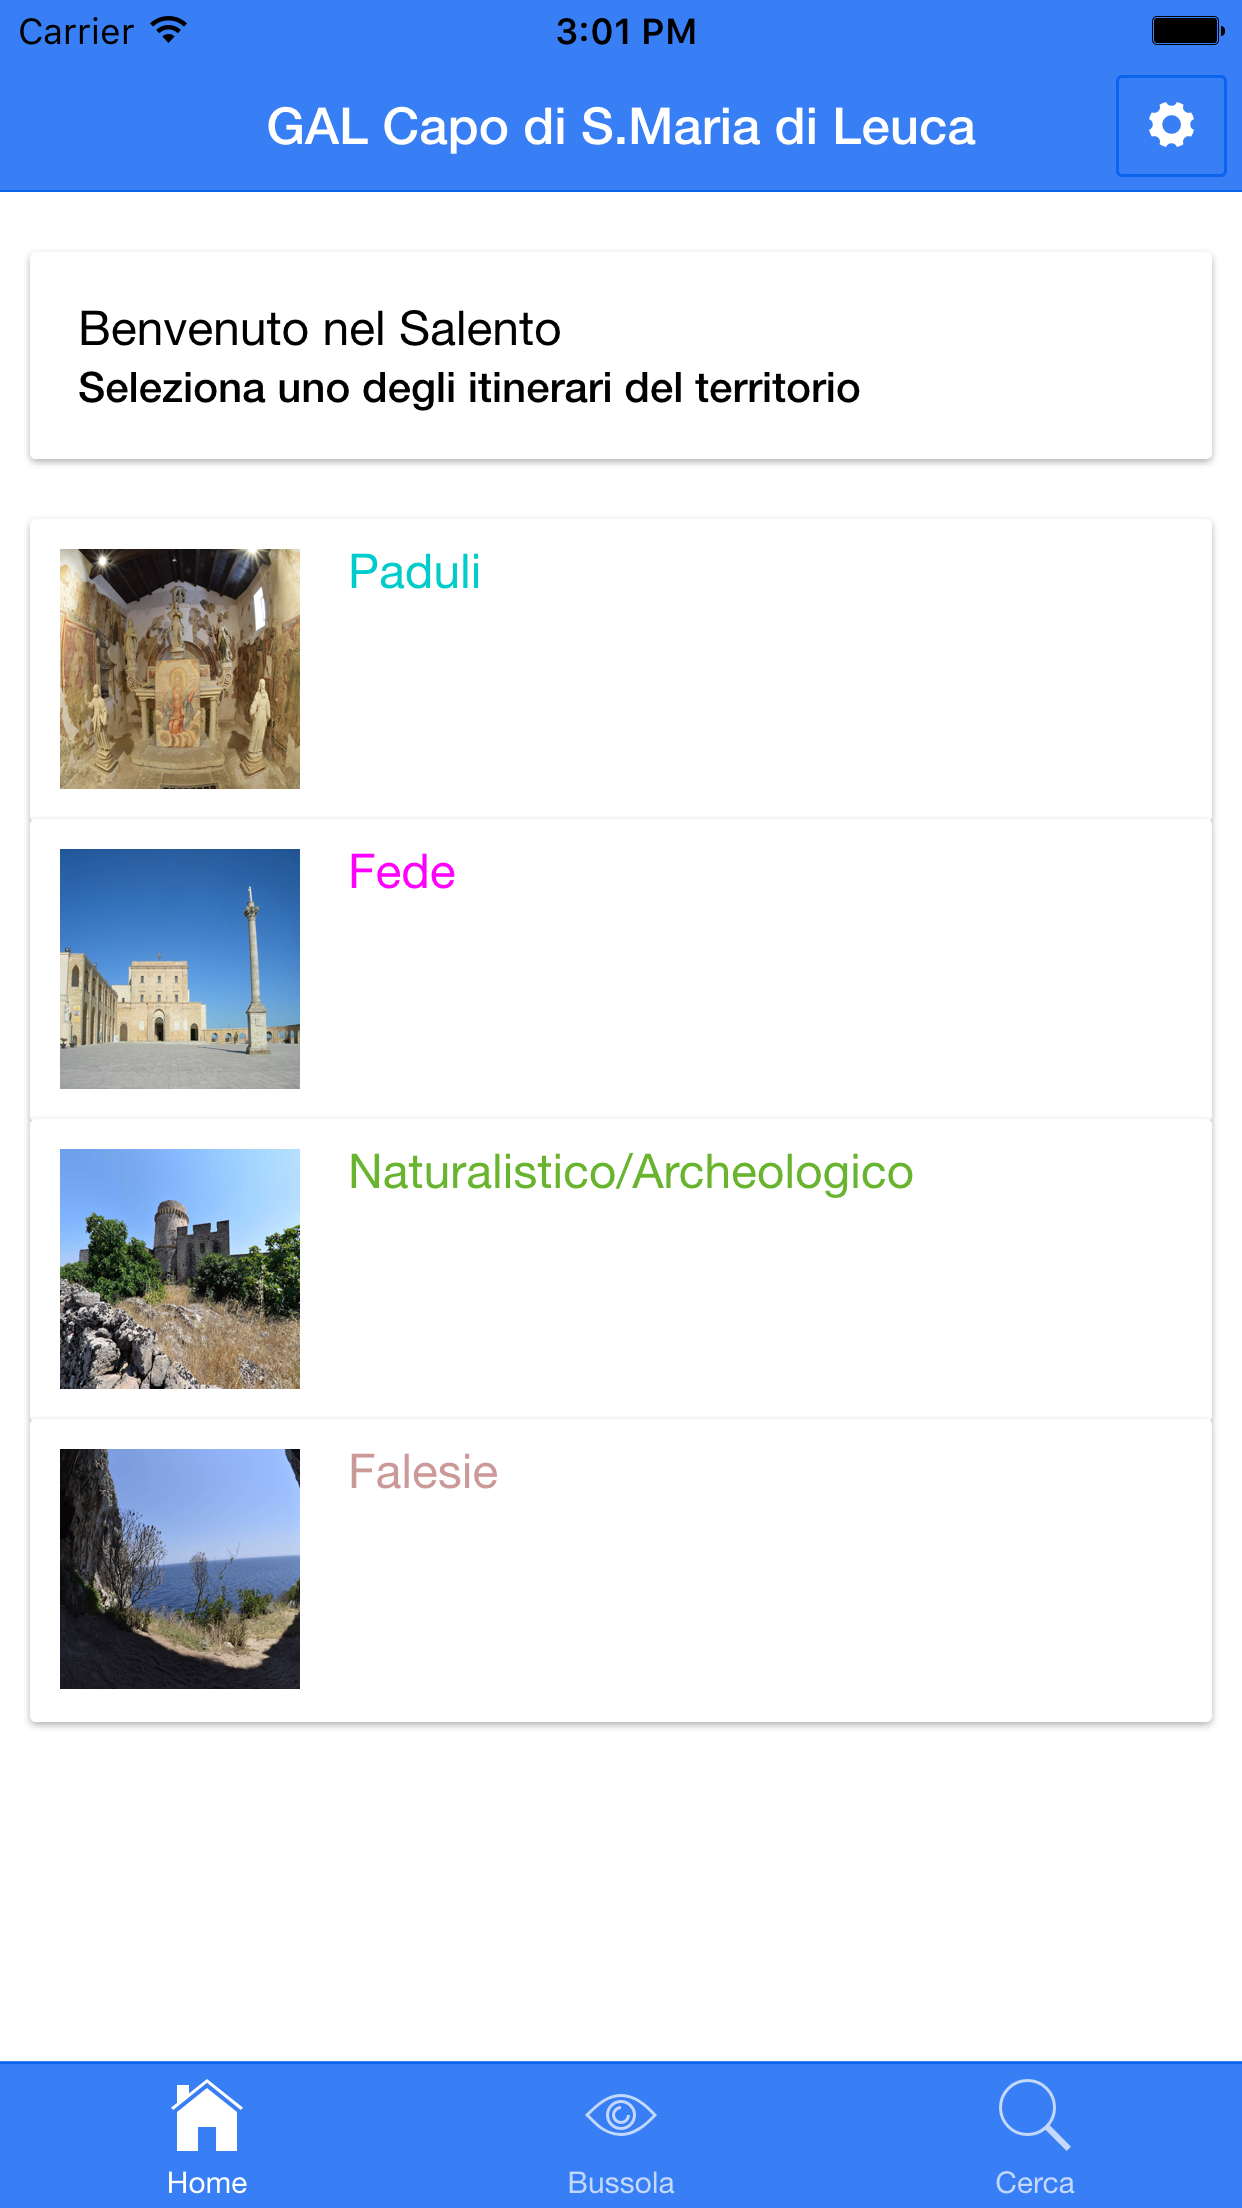 Carrier
3:01 PM
GAL Capo di S.Maria di Leuca
Benvenuto nel Salento
Seleziona uno degli itinerari del territorio
Paduli
Fede
Naturalistico/Archeologico
Falesie
Home
Bussola
Cerca